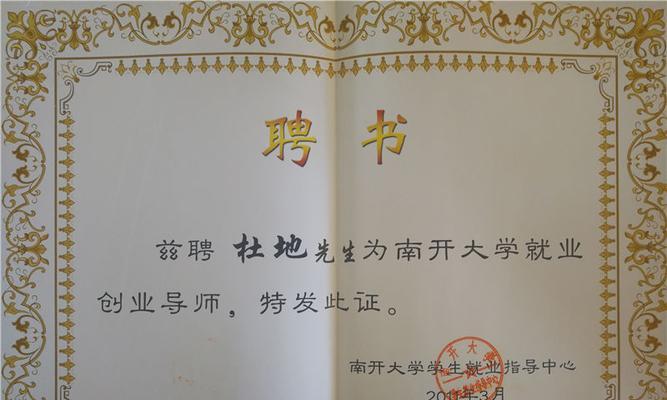 聘书
兹聘 杜地先生为南开大学就业
创业导师,特发此证。
南开大学学生就业指导中心